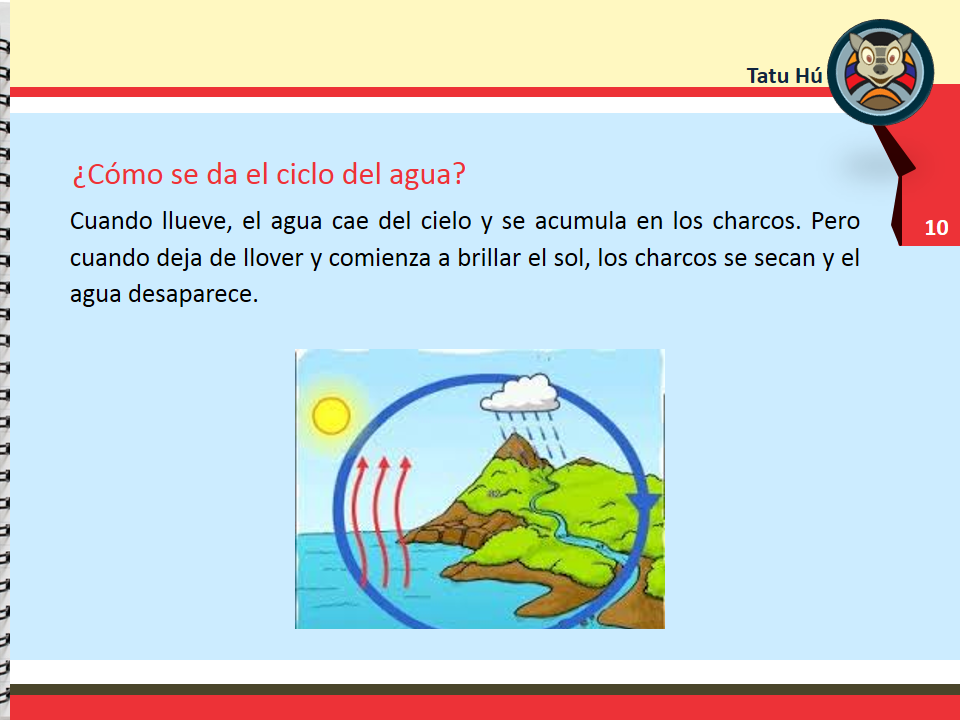 Tatu Hú
¿Cómo se da el ciclo del agua?
Cuando llueve, el agua cae del cielo y se acumula en los charcos. Pero
cuando deja de llover y comienza a brillar el sol, los charcos se secan y el
agua desaparece.
10